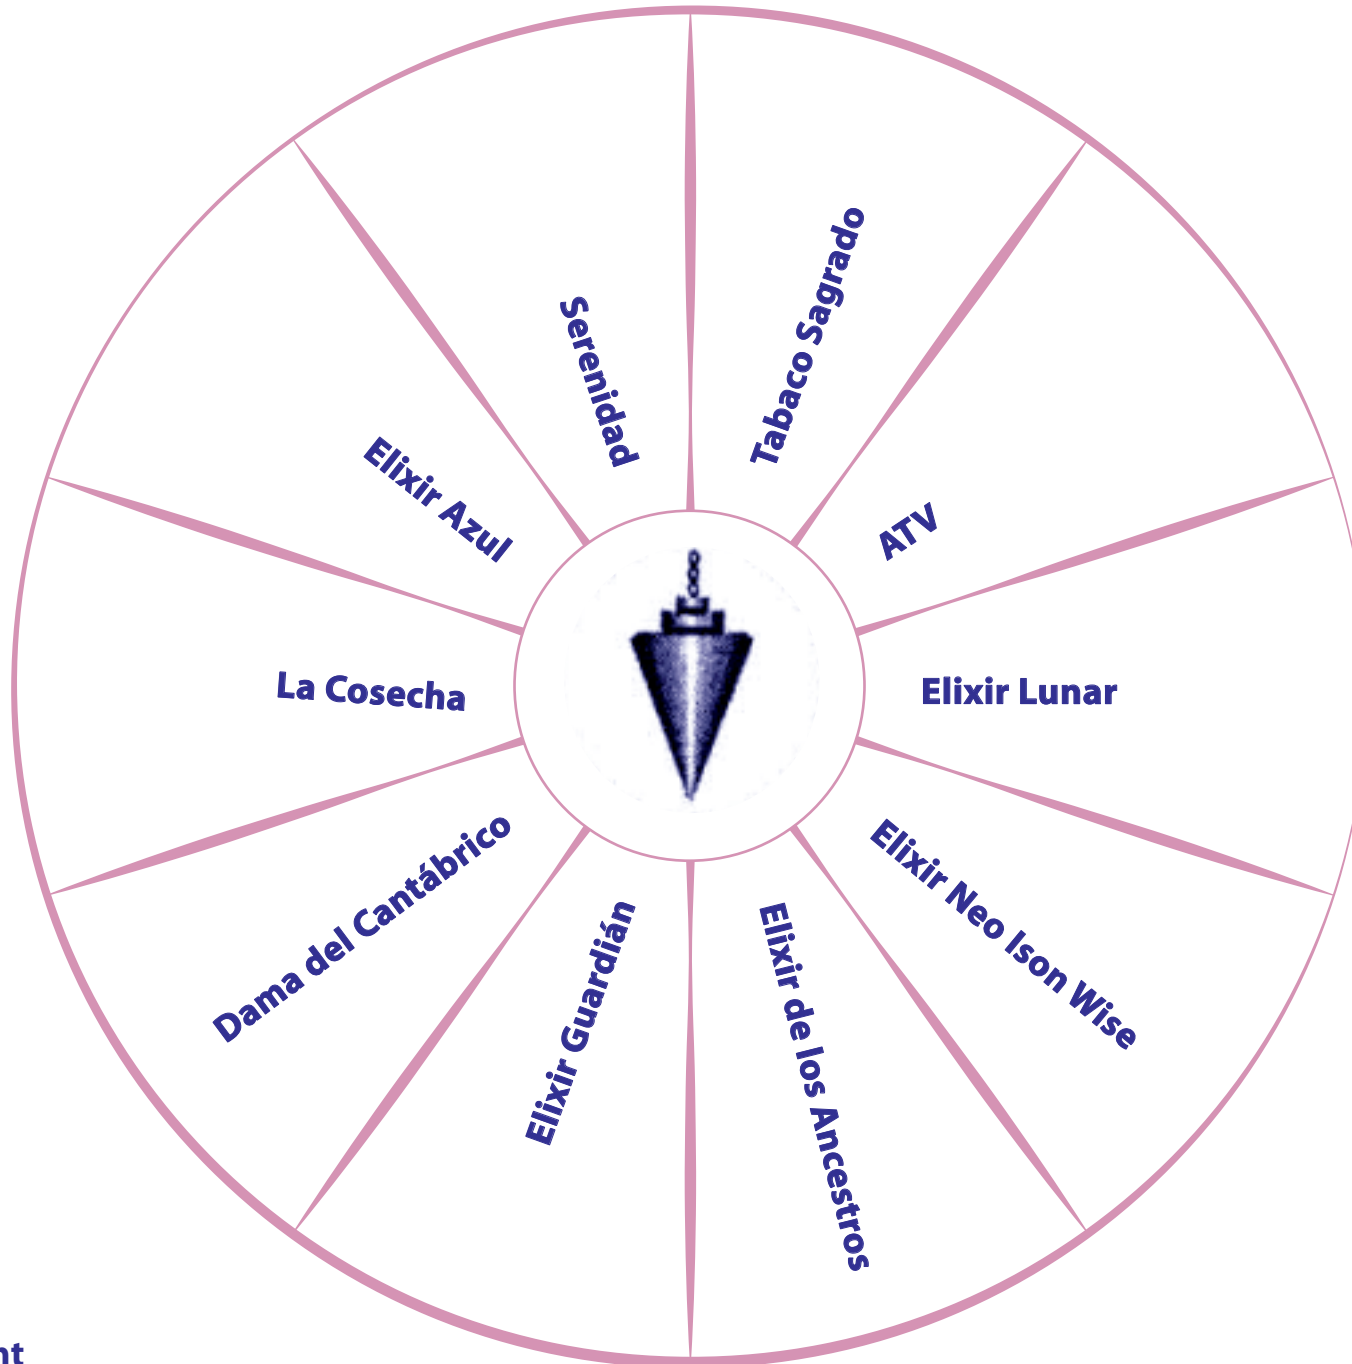 Tabaco Sagrado
ATV
Elixir Lunar
Elixir Neo Ison Wise
Elixir de los Ancestros
Elixir Guardián
Dama del Cantábrico
La Cosecha
Elixir Azul
Serenidad